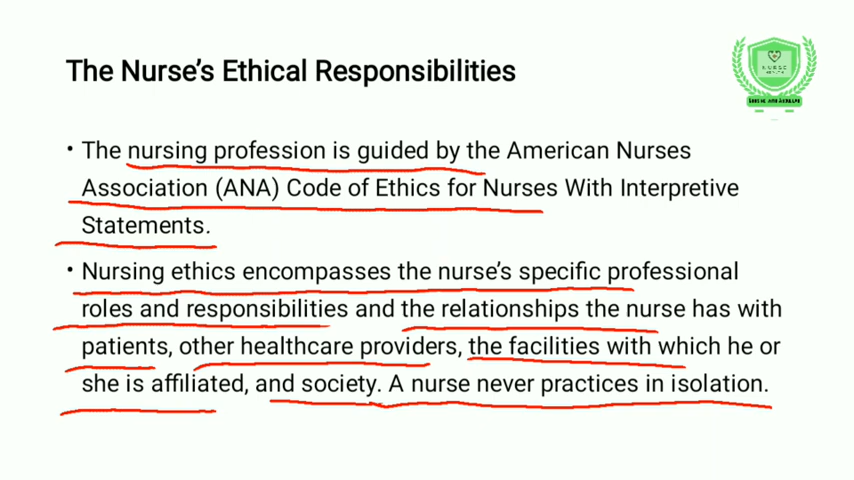 The Nurse's Ethical Responsibilities
• The nursing profession is guided by the American Nurses
Association (ANA) Code of Ethics for Nurses With Interpretive
Statements.
• Nursing ethics encompasses the nurse's specific professional
roles and responsibilities and the relationships the nurse has with
patients, other healthcare providers, the facilities with which he or
she is affiliated, and society. A nurse never practices in isolation.
NURSE